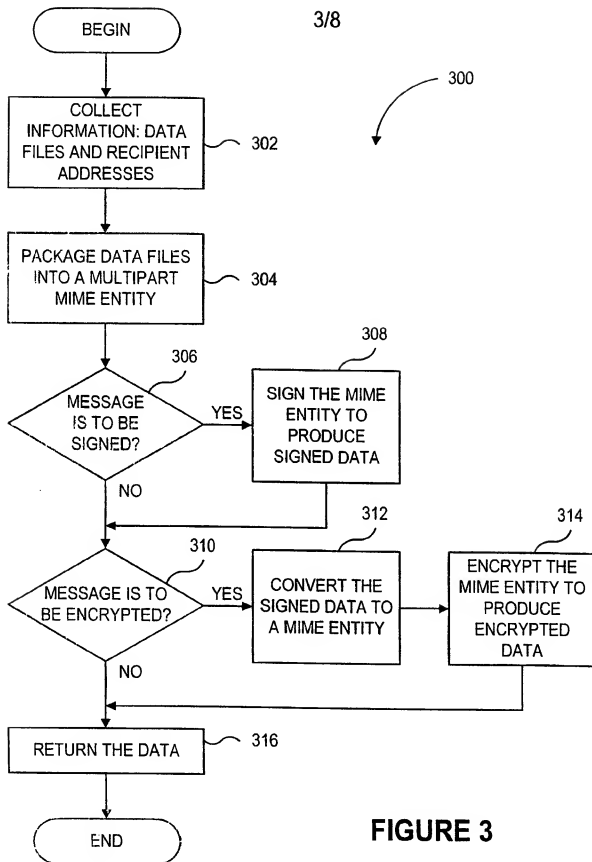 BEGIN
3/8
300
COLLECT
INFORMATION: DATA
FILES AND RECIPIENT
ADDRESSES
302
PACKAGE DATA FILES
INTO A MULTIPART
MIME ENTITY
304
306
MESSAGE
IS TO BE
SIGNED?
YES
NO
308
SIGN THE MIME
ENTITY TO
PRODUCE
SIGNED DATA
310
MESSAGE IS TO
BE ENCRYPTED?
YES
NO
312
CONVERT THE
SIGNED DATA TO
A MIME ENTITY
314
ENCRYPT THE
MIME ENTITY TO
PRODUCE
ENCRYPTED
DATA
RETURN THE DATA
316
END
FIGURE 3